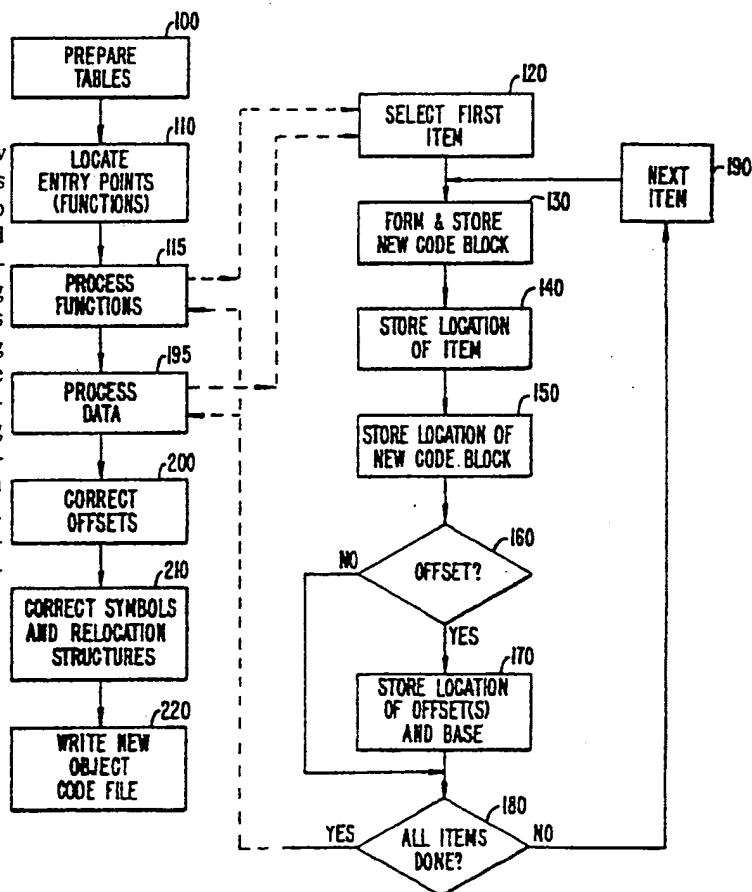 100
PREPARE
TABLES
110
LOCATE
ENTRY POINTS
(FUNCTIONS)
115
PROCESS
FUNCTIONS
195
PROCESS
DATA
200
CORRECT
OFFSETS
210
CORRECT SYMBOLS
AND RELOCATION
STRUCTURES
220
WRITE NEW
OBJECT
CODE FILE
120
SELECT FIRST
ITEM
130
FORM & STORE
NEW CODE BLOCK
140
STORE LOCATION
OF ITEM
150
STORE LOCATION OF
NEW CODE BLOCK
160
OFFSET?
NO
YES
170
STORE LOCATION
OF OFFSET(S)
AND BASE
180
ALL ITEMS
DONE?
YES
NO
190
NEXT
ITEM